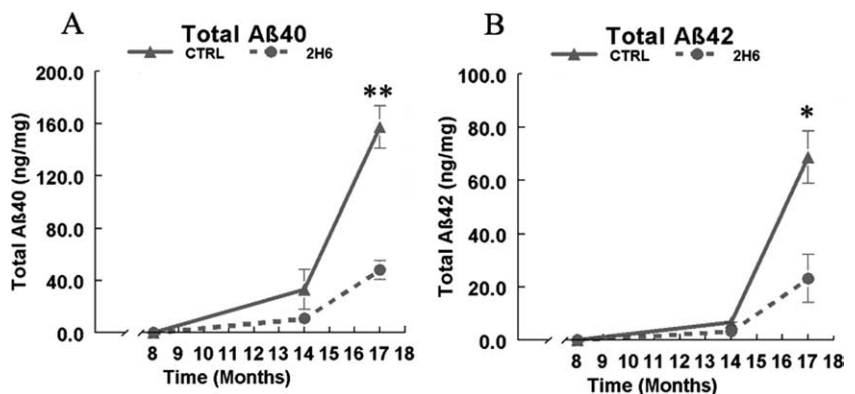 A
Total Aß40
CTRL 2H6
200.0
160.0
120.0
80.0
40.0
0.0
Total Aß40 (ng/mg)
**
8 9 10 11 12 13 14 15 16 17 18
Time (Months)
B
Total Aß42
CTRL 2H6
100.0
80.0
60.0
40.0
20.0
0.0
Total Aß42 (ng/mg)
*
8 9 10 11 12 13 14 15 16 17 18
Time (Months)